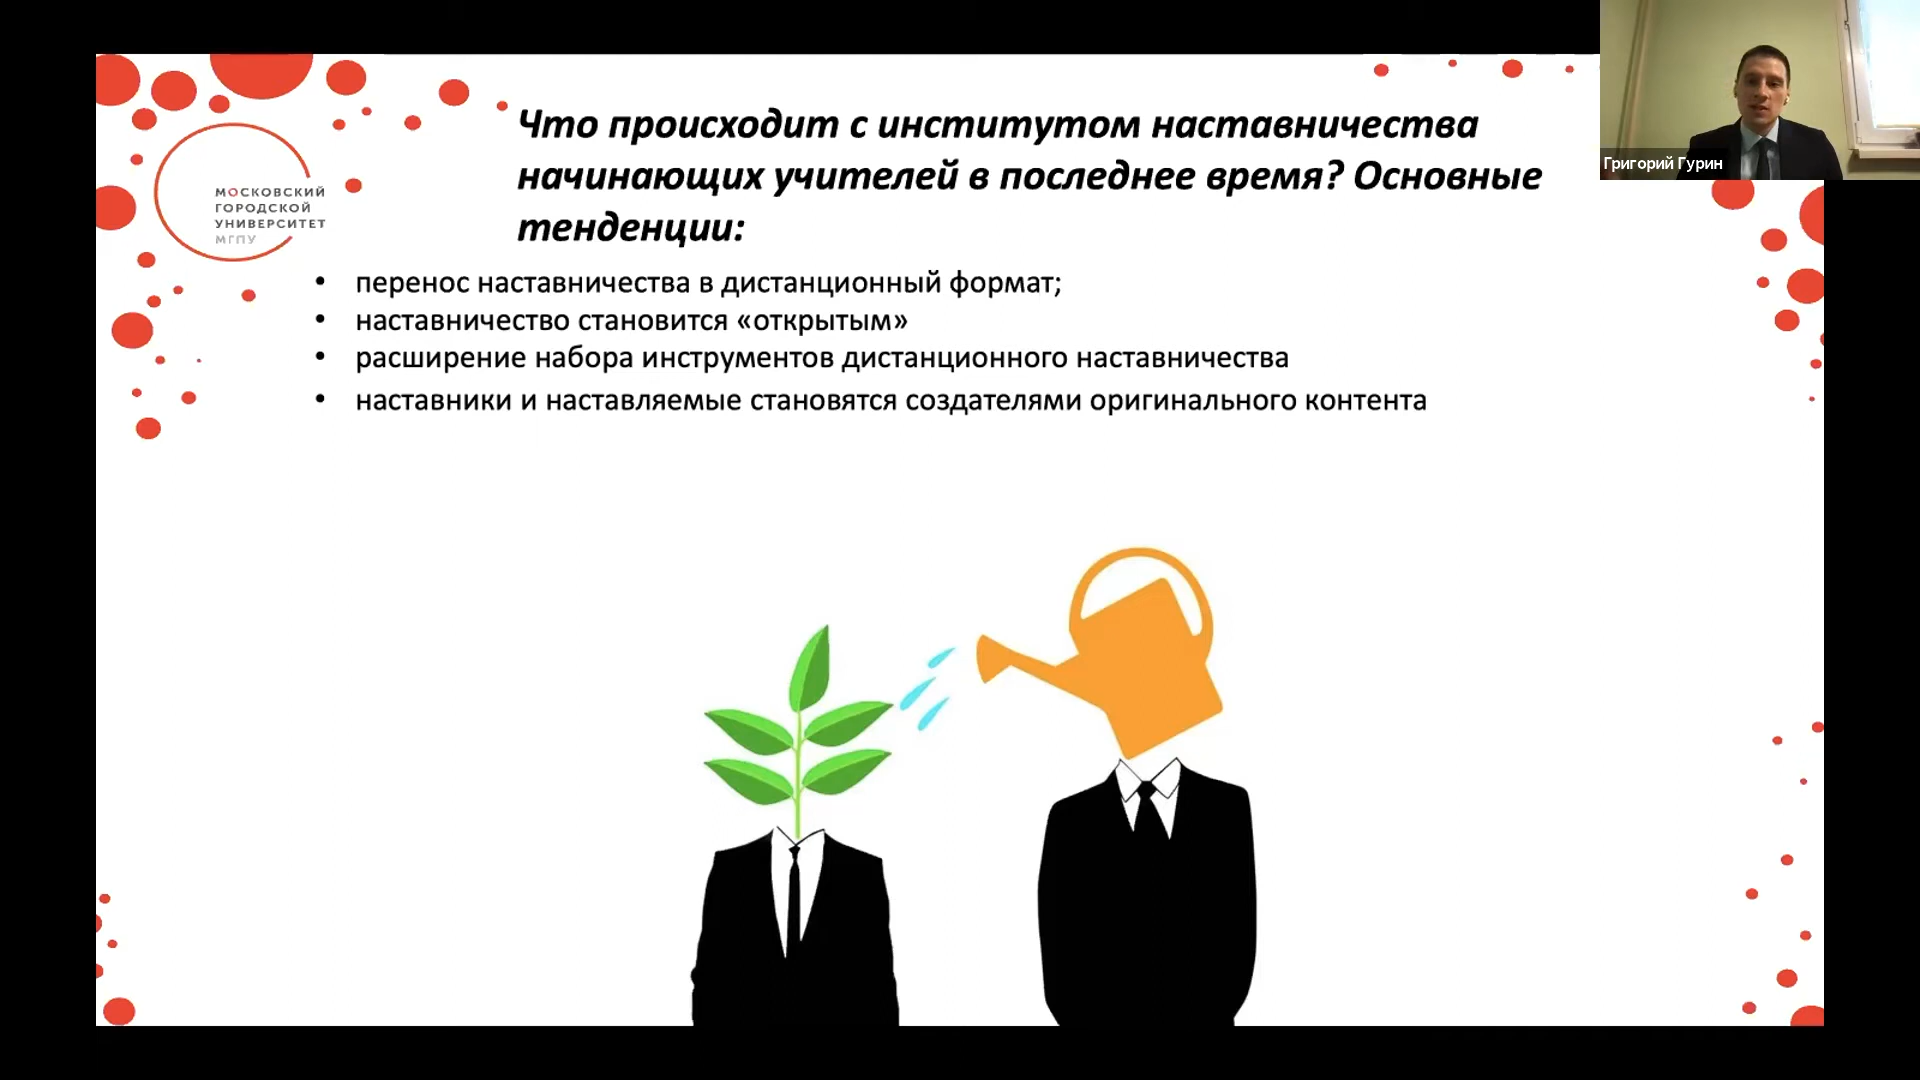 Что происходит с институтом наставничества
начинающих учителей в последнее время? Основные
тенденции:
МОСКОВСКИЙ
ГОРОДСКОЙ
УНИВЕРСИТЕТ
МГПУ
• перенос наставничества в дистанционный формат;
• наставничество становится «открытым»
• расширение набора инструментов дистанционного наставничества
• наставники и наставляемые становятся создателями оригинального контента
Григорий Гурин